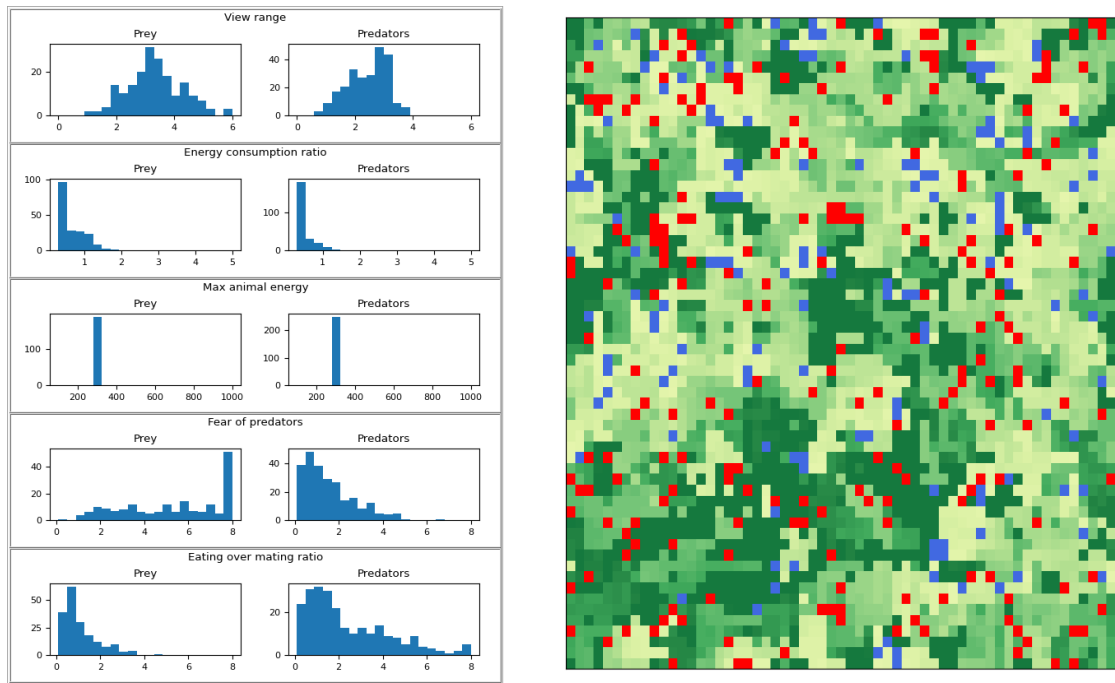 View range
Prey Predators
20
0
40
20
0
0 2 4 6 0 2 4 6
Energy consumption ratio
Prey Predators
100
50
0
100
0
1 2 3 4 5 1 2 3 4 5
Max animal energy
Prey Predators
100
0
200
100
0
200 400 600 800 1000 200 400 600 800 1000
Fear of predators
Prey Predators
40
20
0
40
20
0
0 2 4 6 8 0 2 4 6 8
Eating over mating ratio
Prey Predators
50
25
0
20
0
0 2 4 6 8 0 2 4 6 8